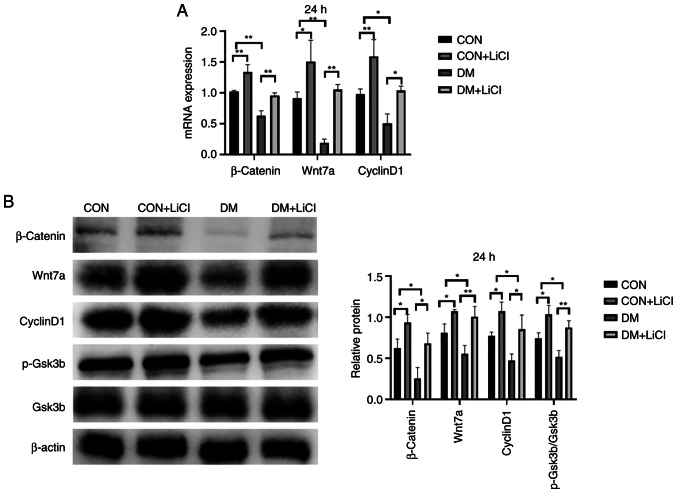 A
24 h
mRNA expression
2.0
1.5
1.0
0.5
0.0
** ** ** **
** * * **
** * * *
β-Catenin Wnt7a CyclinD1
CON
CON+LiCl
DM
DM+LiCl
B
CON CON+LiCl DM DM+LiCl
β-Catenin
Wnt7a
CyclinD1
p-Gsk3b
Gsk3b
β-actin
24 h
Relative protein
1.5
1.0
0.5
0.0
* * * *
* * * * ** * * * **
β-Catenin
Wnt7a
CyclinD1
p-Gsk3b/Gsk3b
CON
CON+LiCl
DM
DM+LiCl